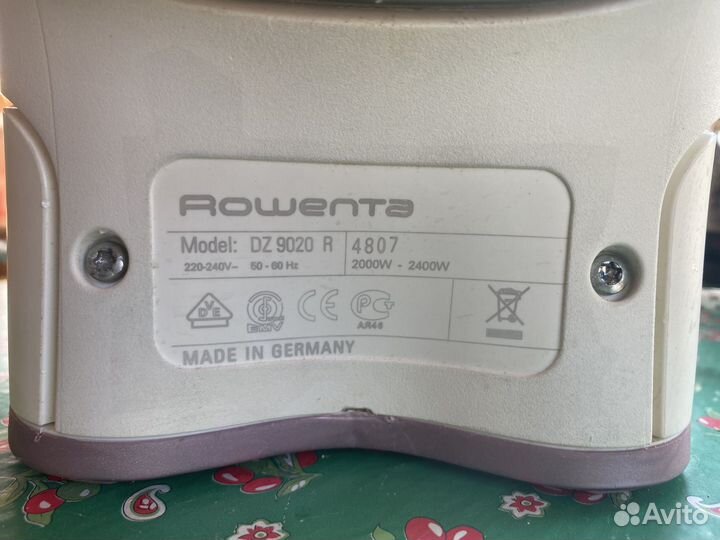 Rowenta
Model: DZ 9020 R 4807
220-240V~ 50-60 Hz 2000W - 2400W
VDE S EMV CE PC AR46
MADE IN GERMANY
Avito